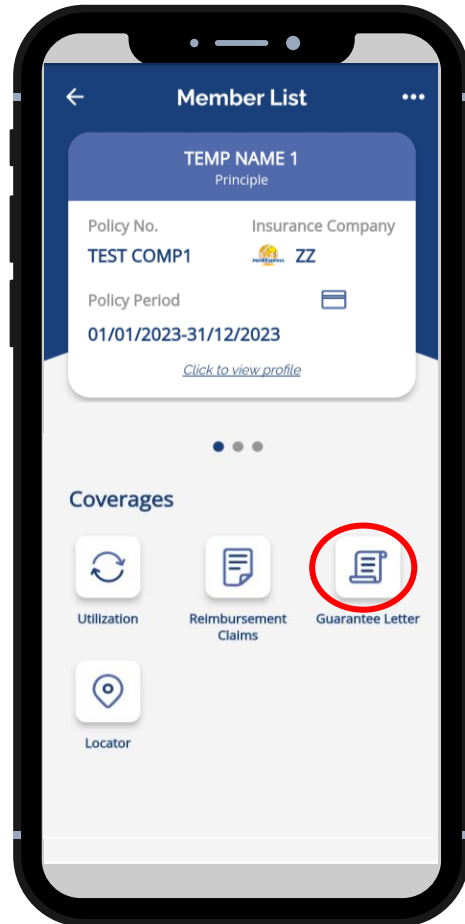 Member List
TEMP NAME 1
Principle
Policy No. Insurance Company
TEST COMP1 ZZ
Policy Period
01/01/2023-31/12/2023
Click to view profile
Coverages
Utilization Reimbursement Claims Guarantee Letter
Locator